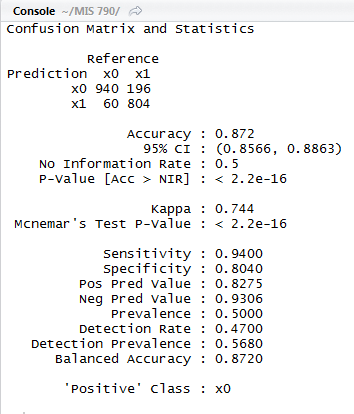 Console ~/MIS 790/
Confusion Matrix and Statistics
Reference
Prediction x0 x1
x0 940 196
x1 60 804
Accuracy : 0.872
95% CI : (0.8566, 0.8863)
No Information Rate : 0.5
P-Value [Acc > NIR] : < 2.2e-16
Kappa : 0.744
Mcnemar's Test P-Value : < 2.2e-16
Sensitivity : 0.9400
Specificity : 0.8040
Pos Pred Value : 0.8275
Neg Pred Value : 0.9306
Prevalence : 0.5000
Detection Rate : 0.4700
Detection Prevalence : 0.5680
Balanced Accuracy : 0.8720
'Positive' Class : x0